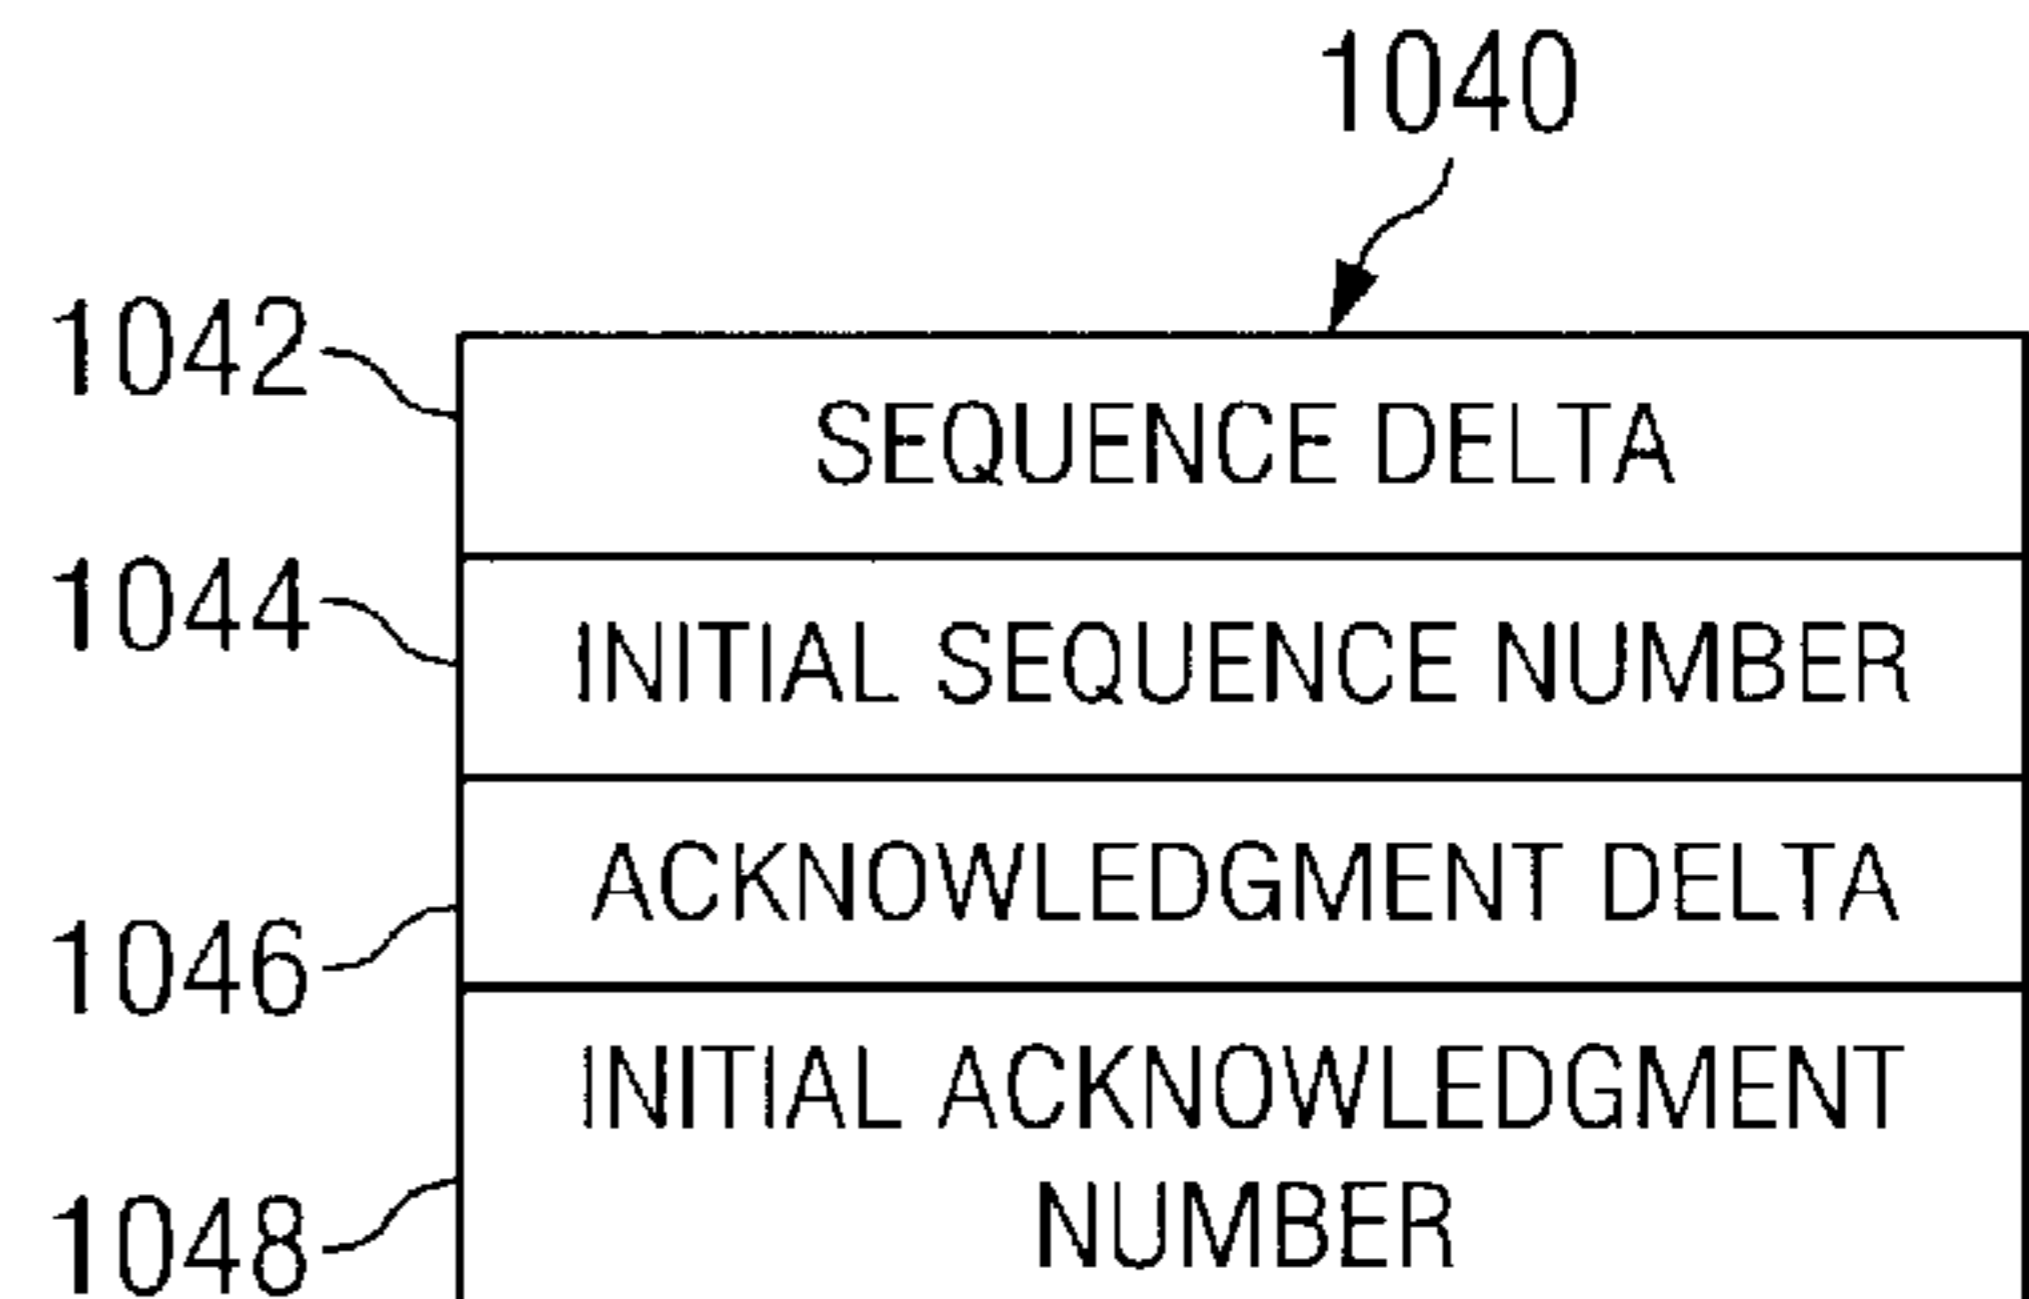 1040
1042
SEQUENCE DELTA
1044
INITIAL SEQUENCE NUMBER
ACKNOWLEDGMENT DELTA
1046
INITIAL ACKNOWLEDGMENT
NUMBER
1048